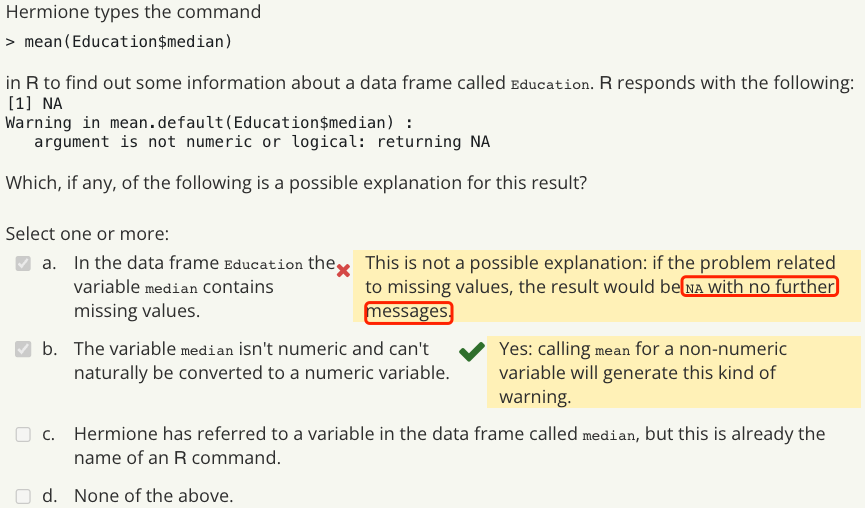 Hermione types the command
> mean(Education$median)
in R to find out some information about a data frame called Education. R responds with the following:
[1] NA
Warning in mean.default(Education$median) :
argument is not numeric or logical: returning NA
Which, if any, of the following is a possible explanation for this result?
Select one or more:
a. In the data frame Education the
variable median contains
missing values.
This is not a possible explanation: if the problem related
to missing values, the result would be NA with no further
messages.
b. The variable median isn't numeric and can't
naturally be converted to a numeric variable.
Yes: calling mean for a non-numeric
variable will generate this kind of
warning.
c. Hermione has referred to a variable in the data frame called median, but this is already the
name of an R command.
d. None of the above.